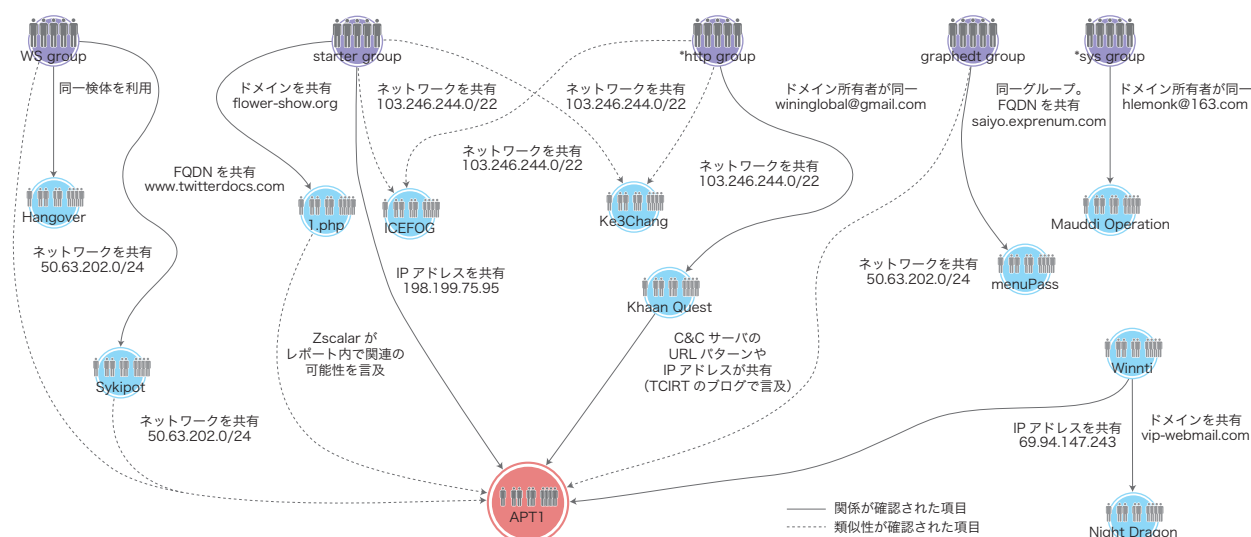 WS group
starter group
*http group
graphedt group
*sys group
同一検体を利用
ドメインを共有
flower-show.org
ネットワークを共有
103.246.244.0/22
ネットワークを共有
103.246.244.0/22
ドメイン所有者が同一
wininglobal@gmail.com
同一グループ。
FQDN を共有
saiyo.exprenum.com
ドメイン所有者が同一
hlemonk@163.com
FQDN を共有
www.twitterdocs.com
ネットワークを共有
103.246.244.0/22
ネットワークを共有
103.246.244.0/22
Hangover
1.php
ICEFOG
Ke3Chang
Mauddi Operation
ネットワークを共有
50.63.202.0/24
IP アドレスを共有
198.199.75.95
Khaan Quest
ネットワークを共有
50.63.202.0/24
menuPass
Zscalar が
レポート内で関連の
可能性を言及
C&C サーバの
URL パターンや
IP アドレスが共有
（TCIRT のブログで言及）
Sykipot
Winnti
ネットワークを共有
50.63.202.0/24
IP アドレスを共有
69.94.147.243
ドメインを共有
vip-webmail.com
APT1
関係が確認された項目
類似性が確認された項目
Night Dragon